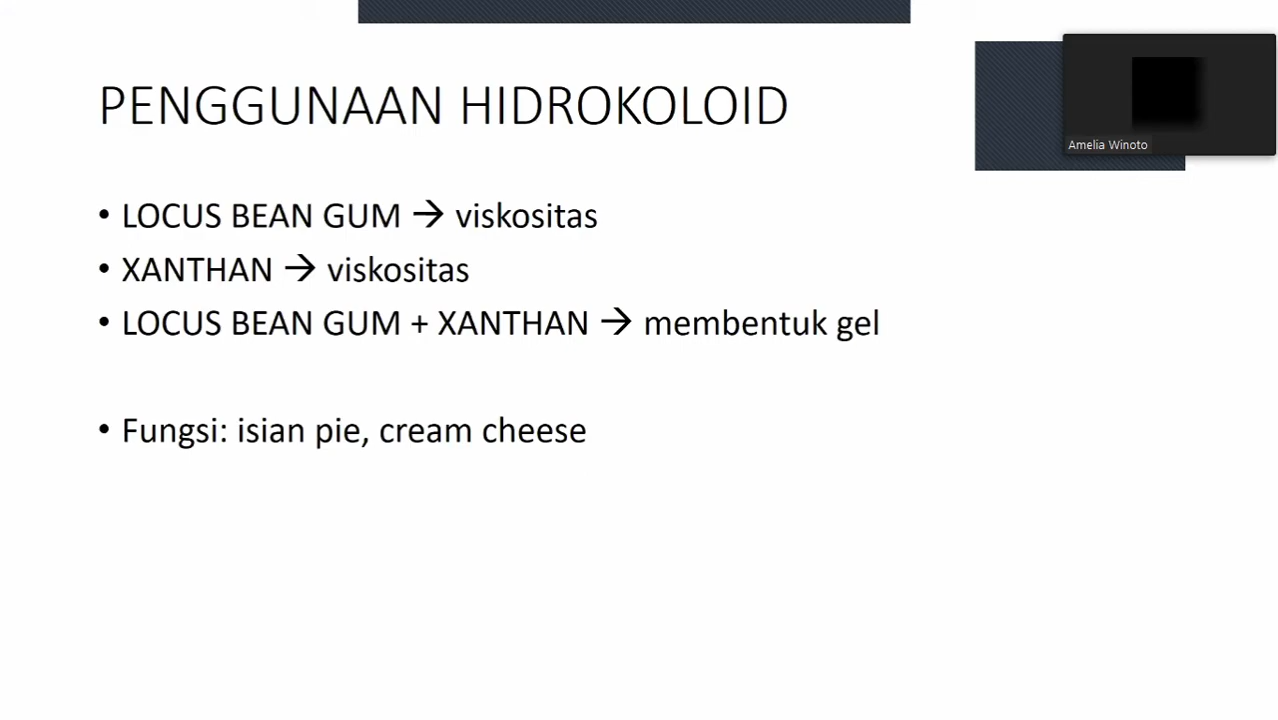 PENGGUNAAN HIDROKOLOID
Amelia Winoto
• LOCUS BEAN GUM → viskositas
• XANTHAN → viskositas
• LOCUS BEAN GUM + XANTHAN → membentuk gel
• Fungsi: isian pie, cream cheese